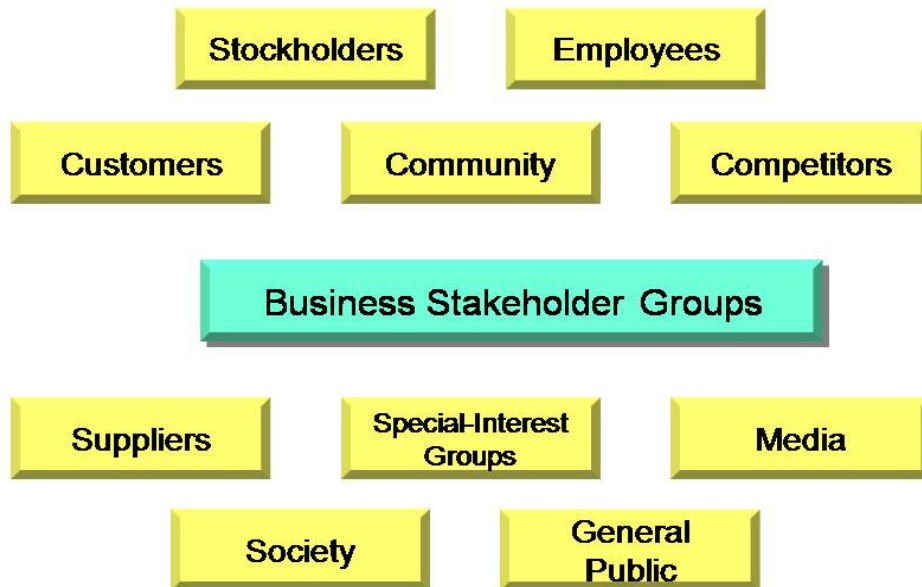 Stockholders
Employees
Customers
Community
Competitors
Business Stakeholder Groups
Suppliers
Special-Interest
Groups
Media
Society
General
Public